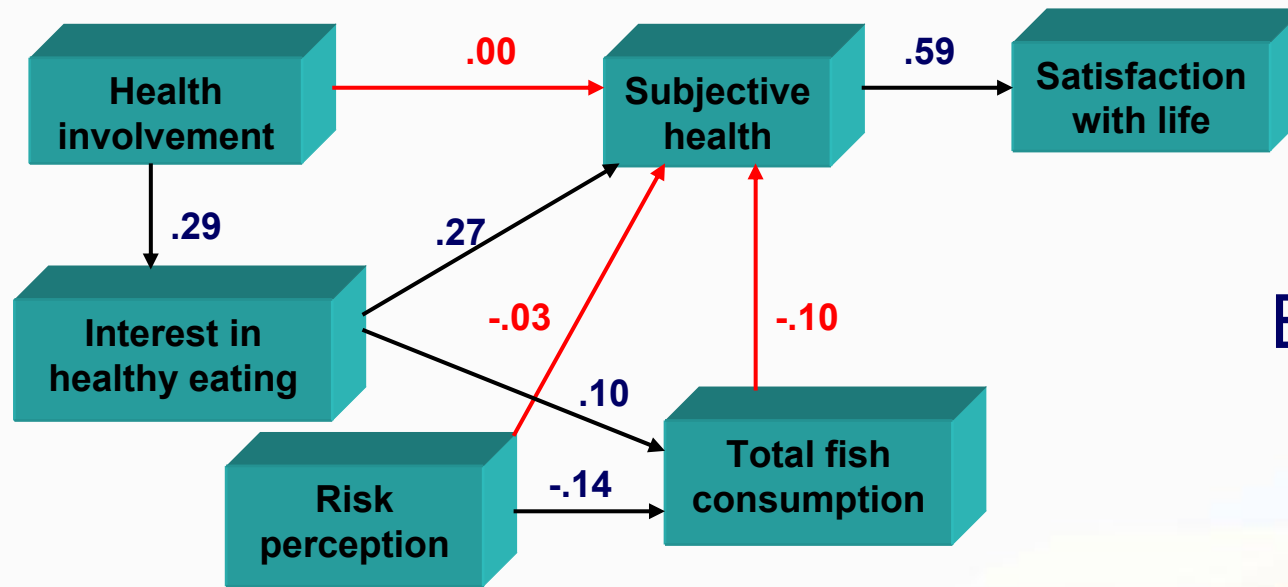 .00
.59
Health
involvement
Subjective
health
Satisfaction
with life
.29
.27
-.03
-.10
Interest in
healthy eating
.10
Total fish
consumption
-.14
Risk
perception